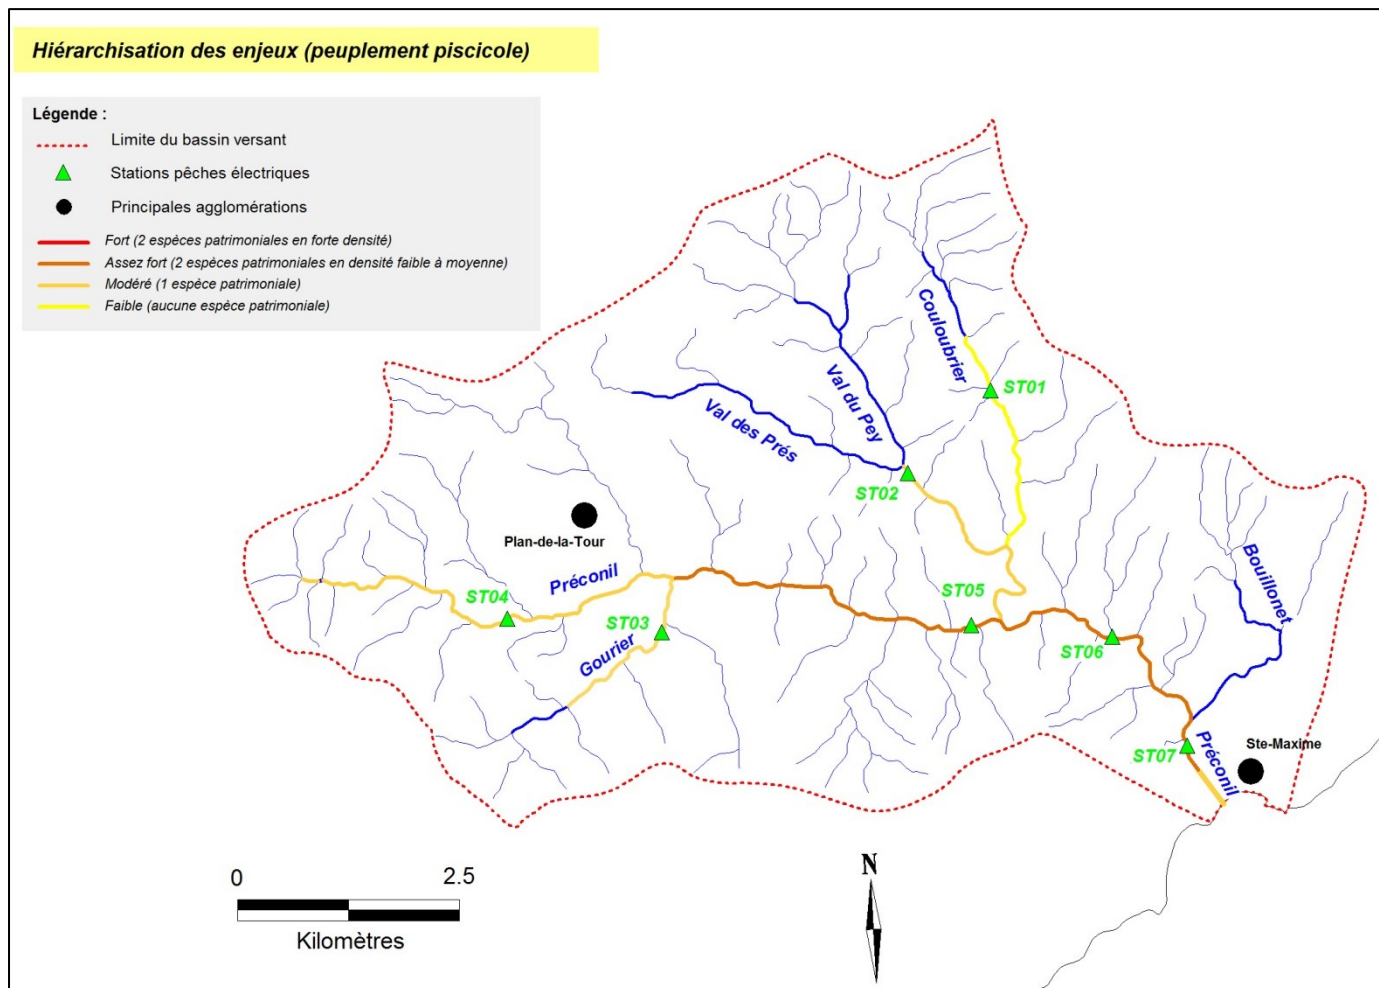 Hiérarchisation des enjeux (peuplement piscicole)
Légende :
Limite du bassin versant
Stations pêches électriques
Principales agglomérations
Fort (2 espèces patrimoniales en forte densité)
Assez fort (2 espèces patrimoniales en densité faible à moyenne)
Modéré (1 espèce patrimoniale)
Faible (aucune espèce patrimoniale)
Couloubrier
ST01
Val du Pey
Val des Prés
ST02
Plan-de-la-Tour
Préconil
ST04
ST03
Gourier
ST05
ST06
Bouillonet
ST07
Préconil
Ste-Maxime
0
2.5
Kilomètres
N